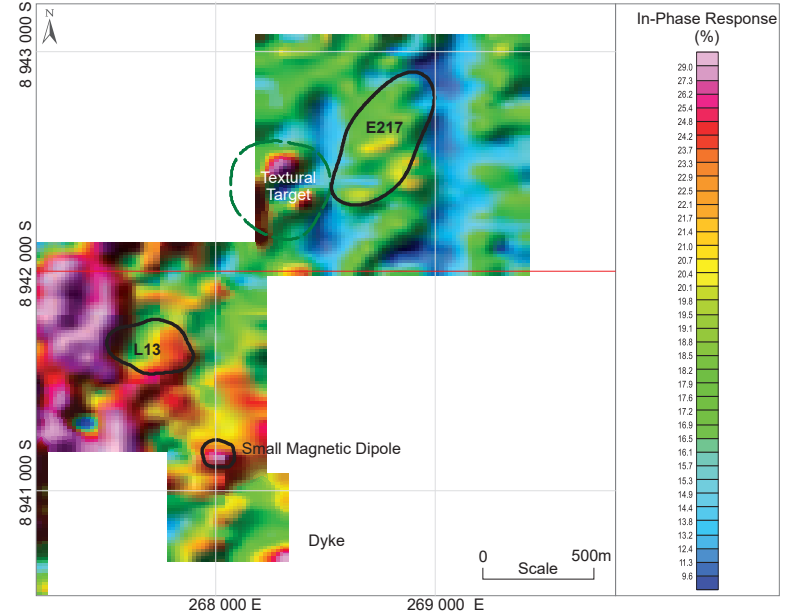 N
8 943 000 S
8 942 000 S
8 941 000 S
E217
Textural
Target
L13
Small Magnetic Dipole
Dyke
0
500m
Scale
268 000 E
269 000 E
In-Phase Response
(%)
29.0
27.3
26.2
25.4
24.8
24.2
23.7
23.3
22.9
22.5
22.1
21.7
21.4
21.0
20.7
20.4
20.1
19.8
19.5
19.1
18.8
18.5
18.2
17.9
17.6
17.2
16.9
16.5
16.1
15.7
15.3
14.9
14.4
13.8
13.2
12.4
11.3
9.6